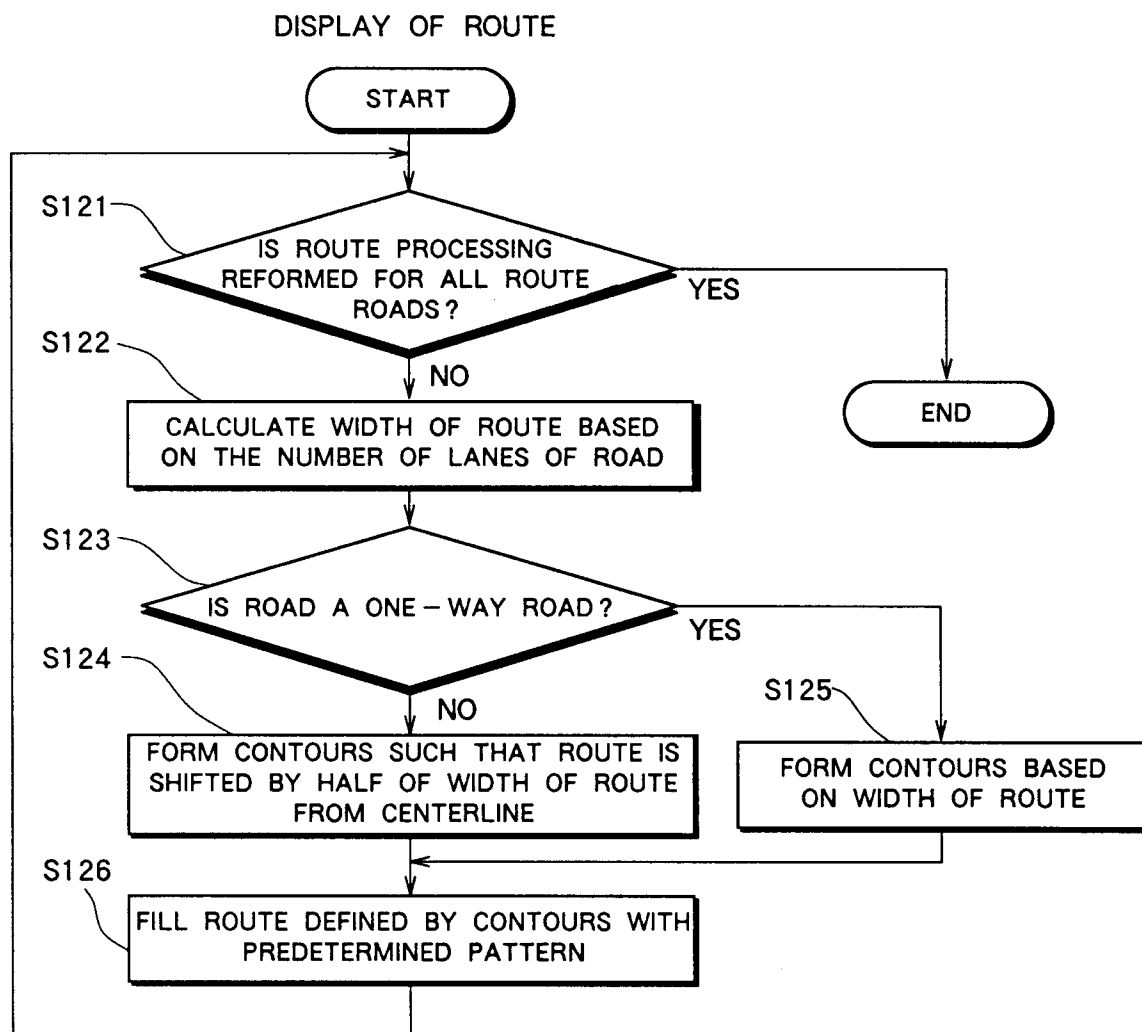 DISPLAY OF ROUTE
START
S121
IS ROUTE PROCESSING
REFORMED FOR ALL ROUTE
ROADS?
YES
S122
NO
END
CALCULATE WIDTH OF ROUTE BASED
ON THE NUMBER OF LANES OF ROAD
S123
IS ROAD A ONE-WAY ROAD?
YES
S124
NO
S125
FORM CONTOURS SUCH THAT ROUTE IS
SHIFTED BY HALF OF WIDTH OF ROUTE
FROM CENTERLINE
FORM CONTOURS BASED
ON WIDTH OF ROUTE
S126
FILL ROUTE DEFINED BY CONTOURS WITH
PREDETERMINED PATTERN